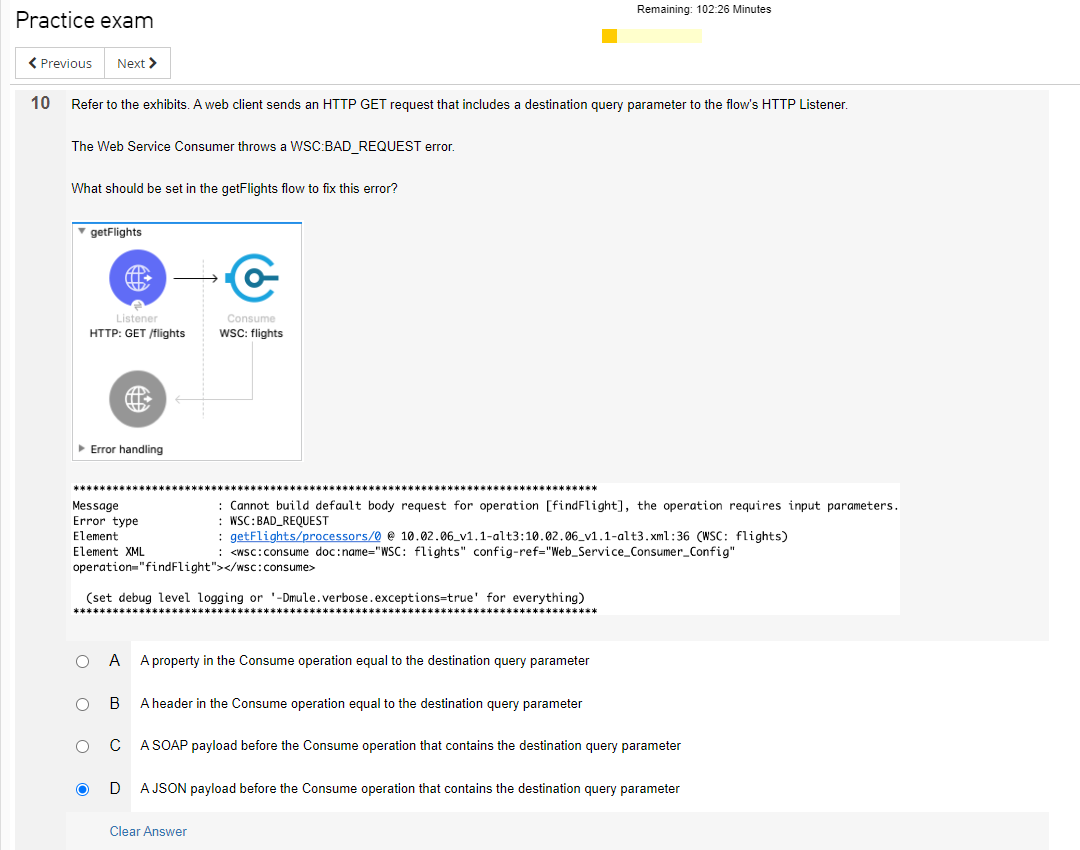 Practice exam
Remaining: 102:26 Minutes
Previous
Next
10
Refer to the exhibits. A web client sends an HTTP GET request that includes a destination query parameter to the flow's HTTP Listener.
The Web Service Consumer throws a WSC:BAD_REQUEST error.
What should be set in the getFlights flow to fix this error?
getFlights
Listener
HTTP: GET /flights
Consume
WSC: flights
Error handling
********************************************************************************
Message : Cannot build default body request for operation [findFlight], the operation requires input parameters.
Error type : WSC:BAD_REQUEST
Element : getFlights/processors/0 @ 10.02.06_v1.1-alt3:10.02.06_v1.1-alt3.xml:36 (WSC: flights)
Element XML : <wsc:consume doc:name="WSC: flights" config-ref="Web_Service_Consumer_Config"
operation="findFlight"></wsc:consume>
(set debug level logging or '-Dmule.verbose.exceptions=true' for everything)
********************************************************************************
A A property in the Consume operation equal to the destination query parameter
B A header in the Consume operation equal to the destination query parameter
C A SOAP payload before the Consume operation that contains the destination query parameter
D A JSON payload before the Consume operation that contains the destination query parameter
Clear Answer